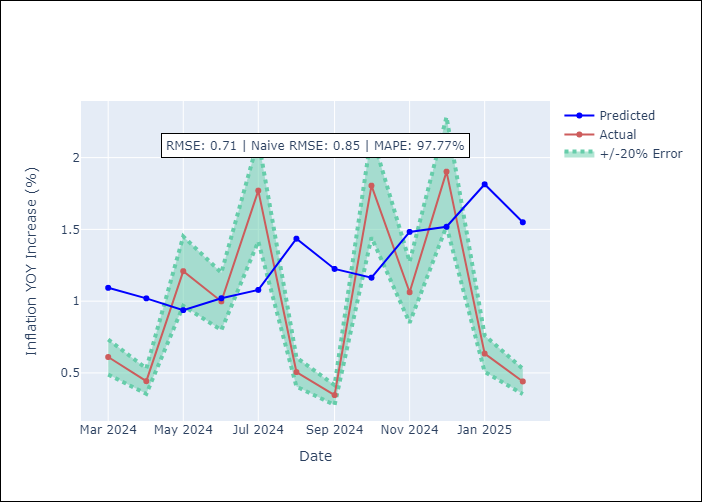 RMSE: 0.71 | Naive RMSE: 0.85 | MAPE: 97.77%
Predicted
Actual
+/-20% Error
Inflation YOY Increase (%)
2
1.5
1
0.5
Mar 2024
May 2024
Jul 2024
Sep 2024
Nov 2024
Jan 2025
Date